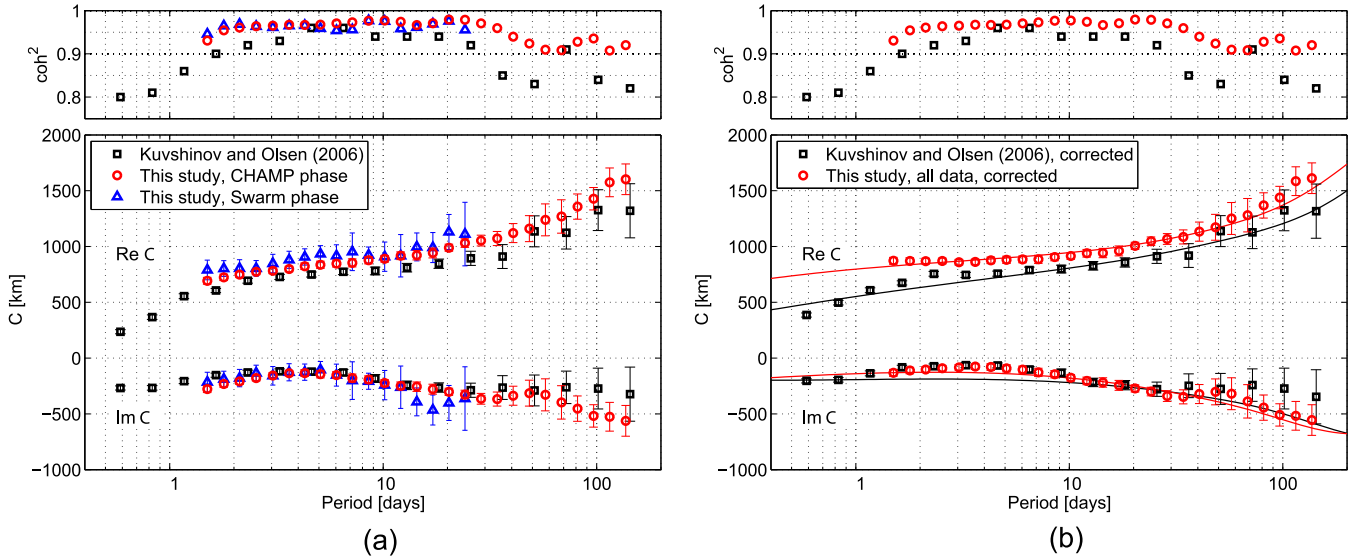 coh²
1
0.9
0.8
2000
1500
1000
500
0
−500
−1000
C [km]
Kuvshinov and Olsen (2006)
This study, CHAMP phase
This study, Swarm phase
Re C
Im C
1
10
100
Period [days]
(a)
coh²
1
0.9
0.8
2000
1500
1000
500
0
−500
−1000
C [km]
Kuvshinov and Olsen (2006), corrected
This study, all data, corrected
Re C
Im C
1
10
100
Period [days]
(b)